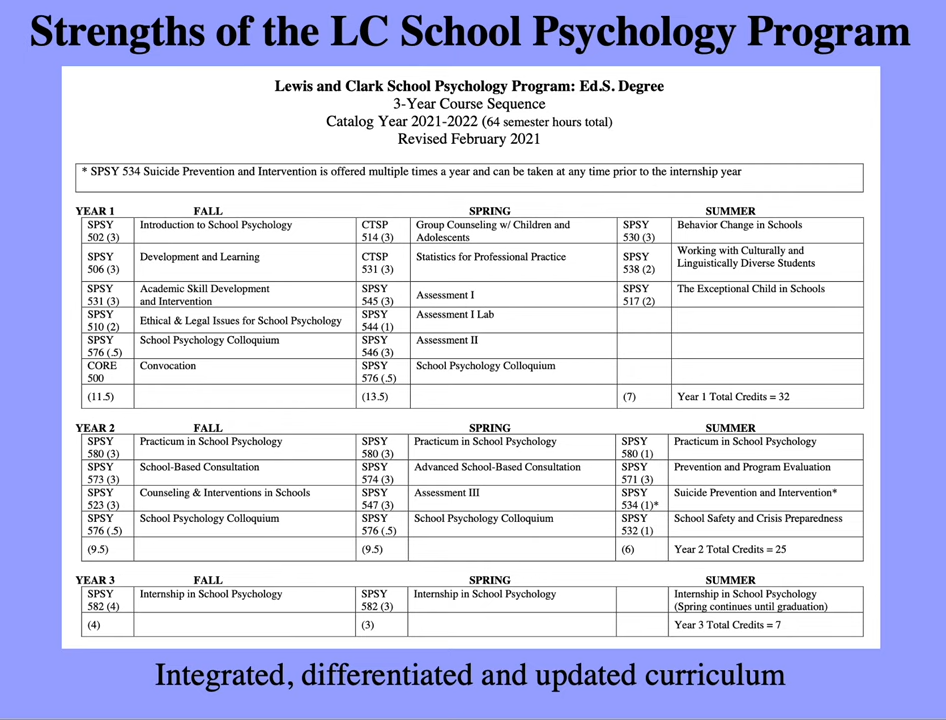 Strengths of the LC School Psychology Program
Lewis and Clark School Psychology Program: Ed.S. Degree
3-Year Course Sequence
Catalog Year 2021-2022 (64 semester hours total)
Revised February 2021
* SPSY 534 Suicide Prevention and Intervention is offered multiple times a year and can be taken at any time prior to the internship year
YEAR 1 FALL SPRING SUMMER
SPSY Introduction to School Psychology CTSP Group Counseling w/ Children and SPSY Behavior Change in Schools
502 (3) 514 (3) Adolescents 530 (3)
SPSY Development and Learning CTSP Statistics for Professional Practice SPSY Working with Culturally and
506 (3) 531 (3) 538 (2) Linguistically Diverse Students
SPSY Academic Skill Development SPSY Assessment I SPSY The Exceptional Child in Schools
531 (3) and Intervention 545 (3) 517 (2)
SPSY Ethical & Legal Issues for School Psychology SPSY Assessment I Lab
510 (2) 544 (1)
SPSY School Psychology Colloquium SPSY Assessment II
576 (.5) 546 (3)
CORE Convocation SPSY School Psychology Colloquium
500 576 (.5)
(11.5) (13.5) (7) Year 1 Total Credits = 32
YEAR 2 FALL SPRING SUMMER
SPSY Practicum in School Psychology SPSY Practicum in School Psychology SPSY Practicum in School Psychology
580 (3) 580 (3) 580 (1)
SPSY School-Based Consultation SPSY Advanced School-Based Consultation SPSY Prevention and Program Evaluation
573 (3) 574 (3) 571 (3)
SPSY Counseling & Interventions in Schools SPSY Assessment III SPSY Suicide Prevention and Intervention*
523 (3) 547 (3) 534 (1)*
SPSY School Psychology Colloquium SPSY School Psychology Colloquium SPSY School Safety and Crisis Preparedness
576 (.5) 576 (.5) 532 (1)
(9.5) (9.5) (6) Year 2 Total Credits = 25
YEAR 3 FALL SPRING SUMMER
SPSY Internship in School Psychology SPSY Internship in School Psychology Internship in School Psychology
582 (4) 582 (3) (Spring continues until graduation)
(4) (3) Year 3 Total Credits = 7
Integrated, differentiated and updated curriculum